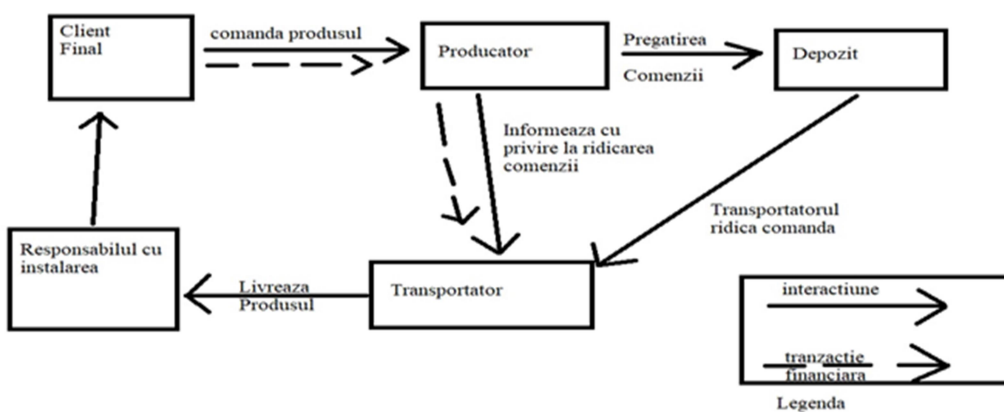 Client
Final
comanda produsul
Producator
Pregatirea
Comenzii
Depozit
Informeaza cu
privire la ridicarea
comenzii
Transportatorul
ridica comanda
Responsabilul cu
instalarea
Livreaza
Produsul
Transportator
interactiune
tranzactie
financiara
Legenda